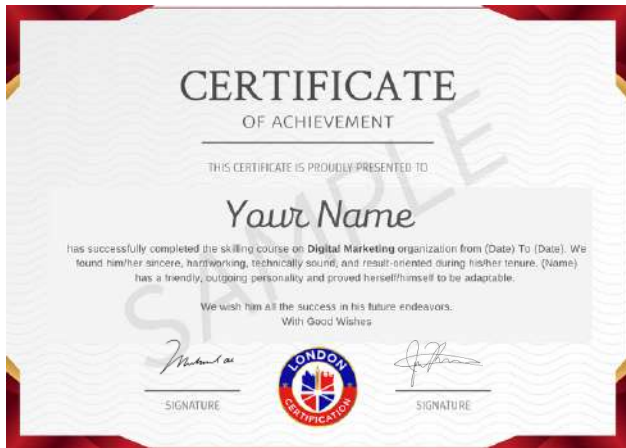 CERTIFICATE
OF ACHIEVEMENT
THIS CERTIFICATE IS PROUDLY PRESENTED TO
Your Name
has successfully completed the skilling course on Digital Marketing organization from (Date) To (Date). We
found him/her sincere, hardworking, technically sound, and result-oriented during his/her tenure. (Name)
has a friendly, outgoing personality and proved herself/himself to be adaptable.
We wish him all the success in his future endeavors.
With Good Wishes
SAMPLE
LONDON
CERTIFICATION
SIGNATURE
SIGNATURE